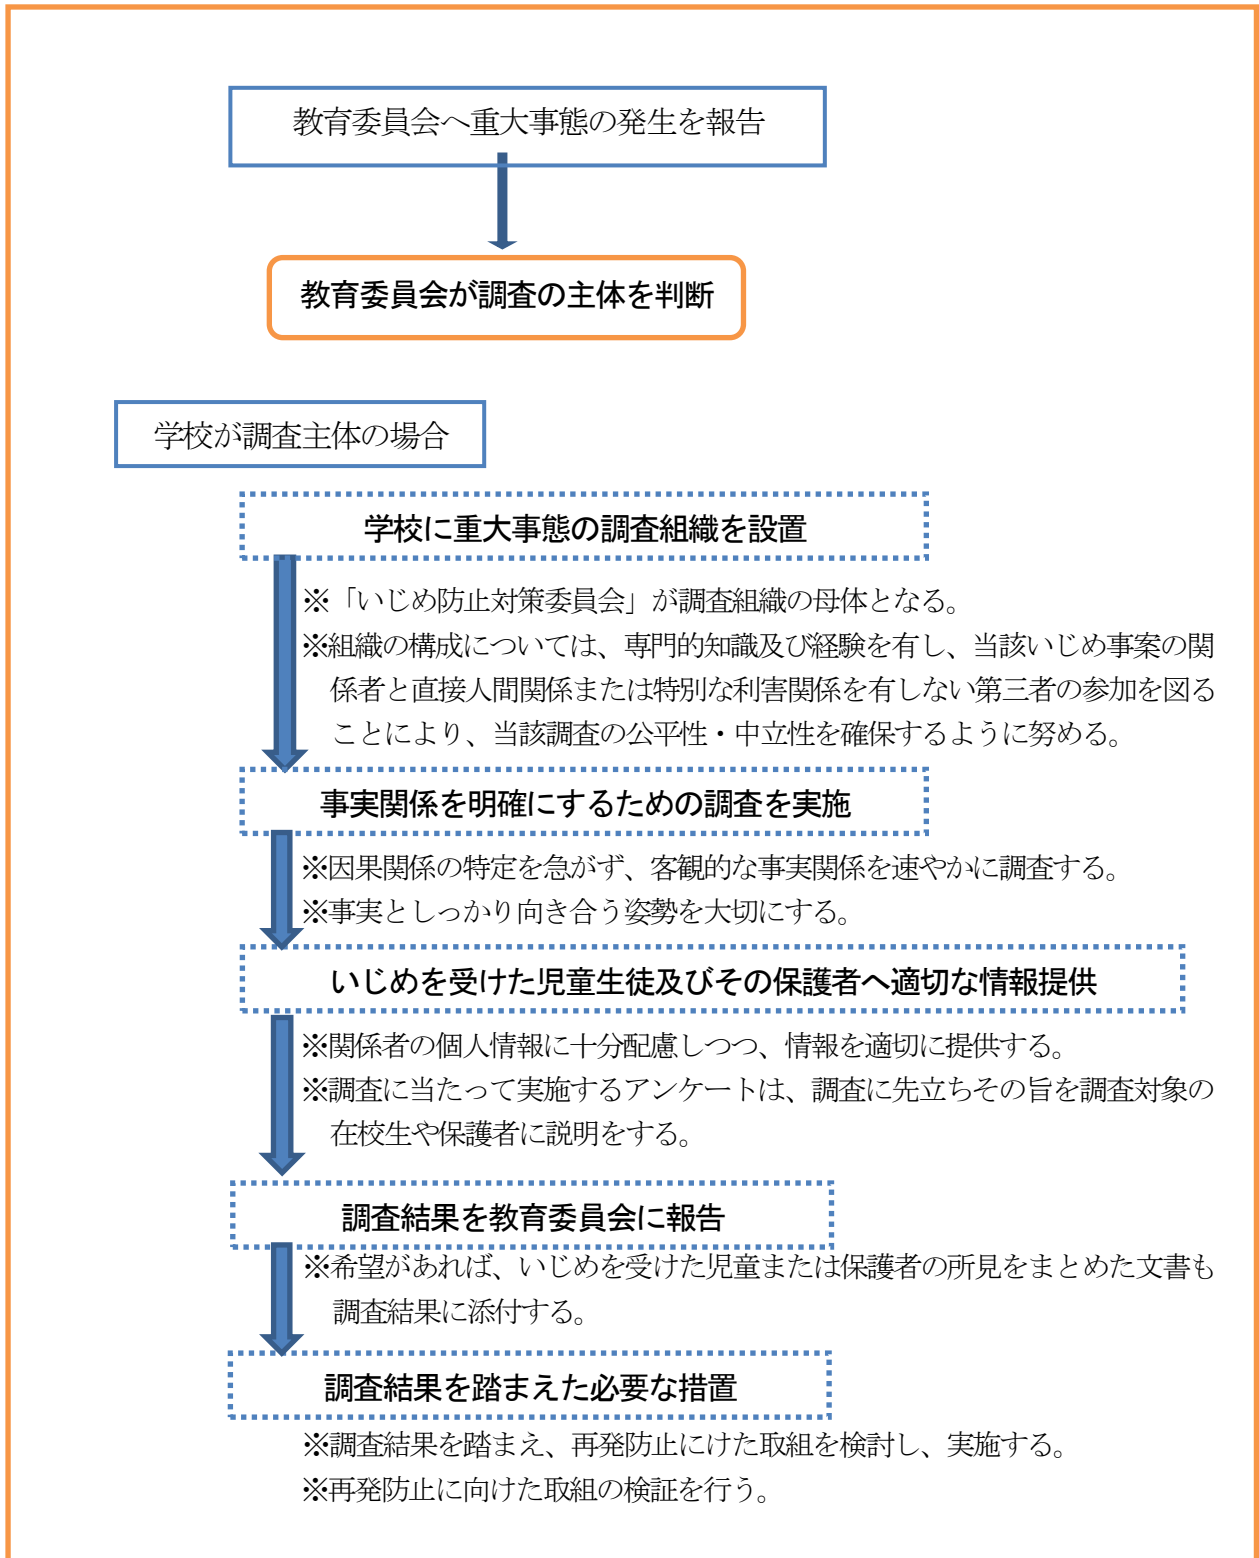 教育委員会へ重大事態の発生を報告
教育委員会が調査の主体を判断
学校が調査主体の場合
学校に重大事態の調査組織を設置
※「いじめ防止対策委員会」が調査組織の母体となる。
※組織の構成については、専門的知識及び経験を有し、当該いじめ事案の関
係者と直接人間関係または特別な利害関係を有しない第三者の参加を図る
ことにより、当該調査の公平性・中立性を確保するように努める。
事実関係を明確にするための調査を実施
※因果関係の特定を急がず、客観的な事実関係を速やかに調査する。
※事実としっかり向き合う姿勢を大切にする。
いじめを受けた児童生徒及びその保護者へ適切な情報提供
※関係者の個人情報に十分配慮しつつ、情報を適切に提供する。
※調査に当たって実施するアンケートは、調査に先立ちその旨を調査対象の
在校生や保護者に説明をする。
調査結果を教育委員会に報告
※希望があれば、いじめを受けた児童または保護者の所見をまとめた文書も
調査結果に添付する。
調査結果を踏まえた必要な措置
※調査結果を踏まえ、再発防止にけた取組を検討し、実施する。
※再発防止に向けた取組の検証を行う。